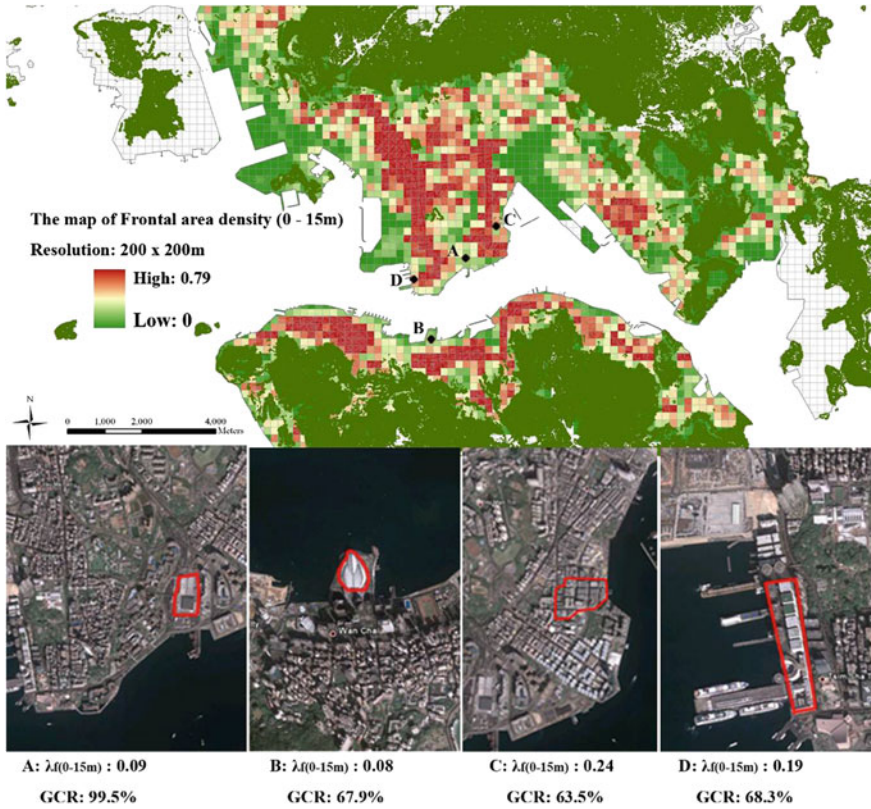 The map of Frontal area density (0 - 15m)
C
Resolution: 200 x 200m
A
High: 0.79
D
Low: 0
B
N
0 1,000 2,000 4,000
Meters
Wan Chai
A: λf(0-15m) : 0.09
B: λf(0-15m) : 0.08
C: λf(0-15m) : 0.24
D: λf(0-15m) : 0.19
GCR: 99.5%
GCR: 67.9%
GCR: 63.5%
GCR: 68.3%